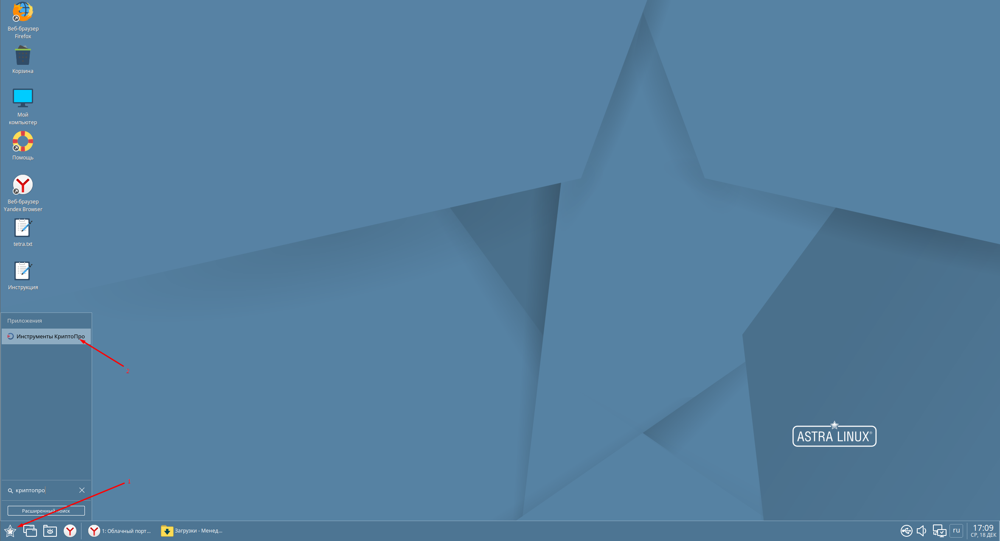 Веб-браузер
Firefox
Корзина
Мой
компьютер
Помощь
Веб-браузер
Yandex Browser
tetra.txt
Инструкция
Приложения
Инструменты КриптоПро
2
1
криптопро
Расширенный поиск
ASTRA LINUX®
1: Облачный порт...
Загрузки - Менед...
ru
17:09
СР, 18 ДЕК